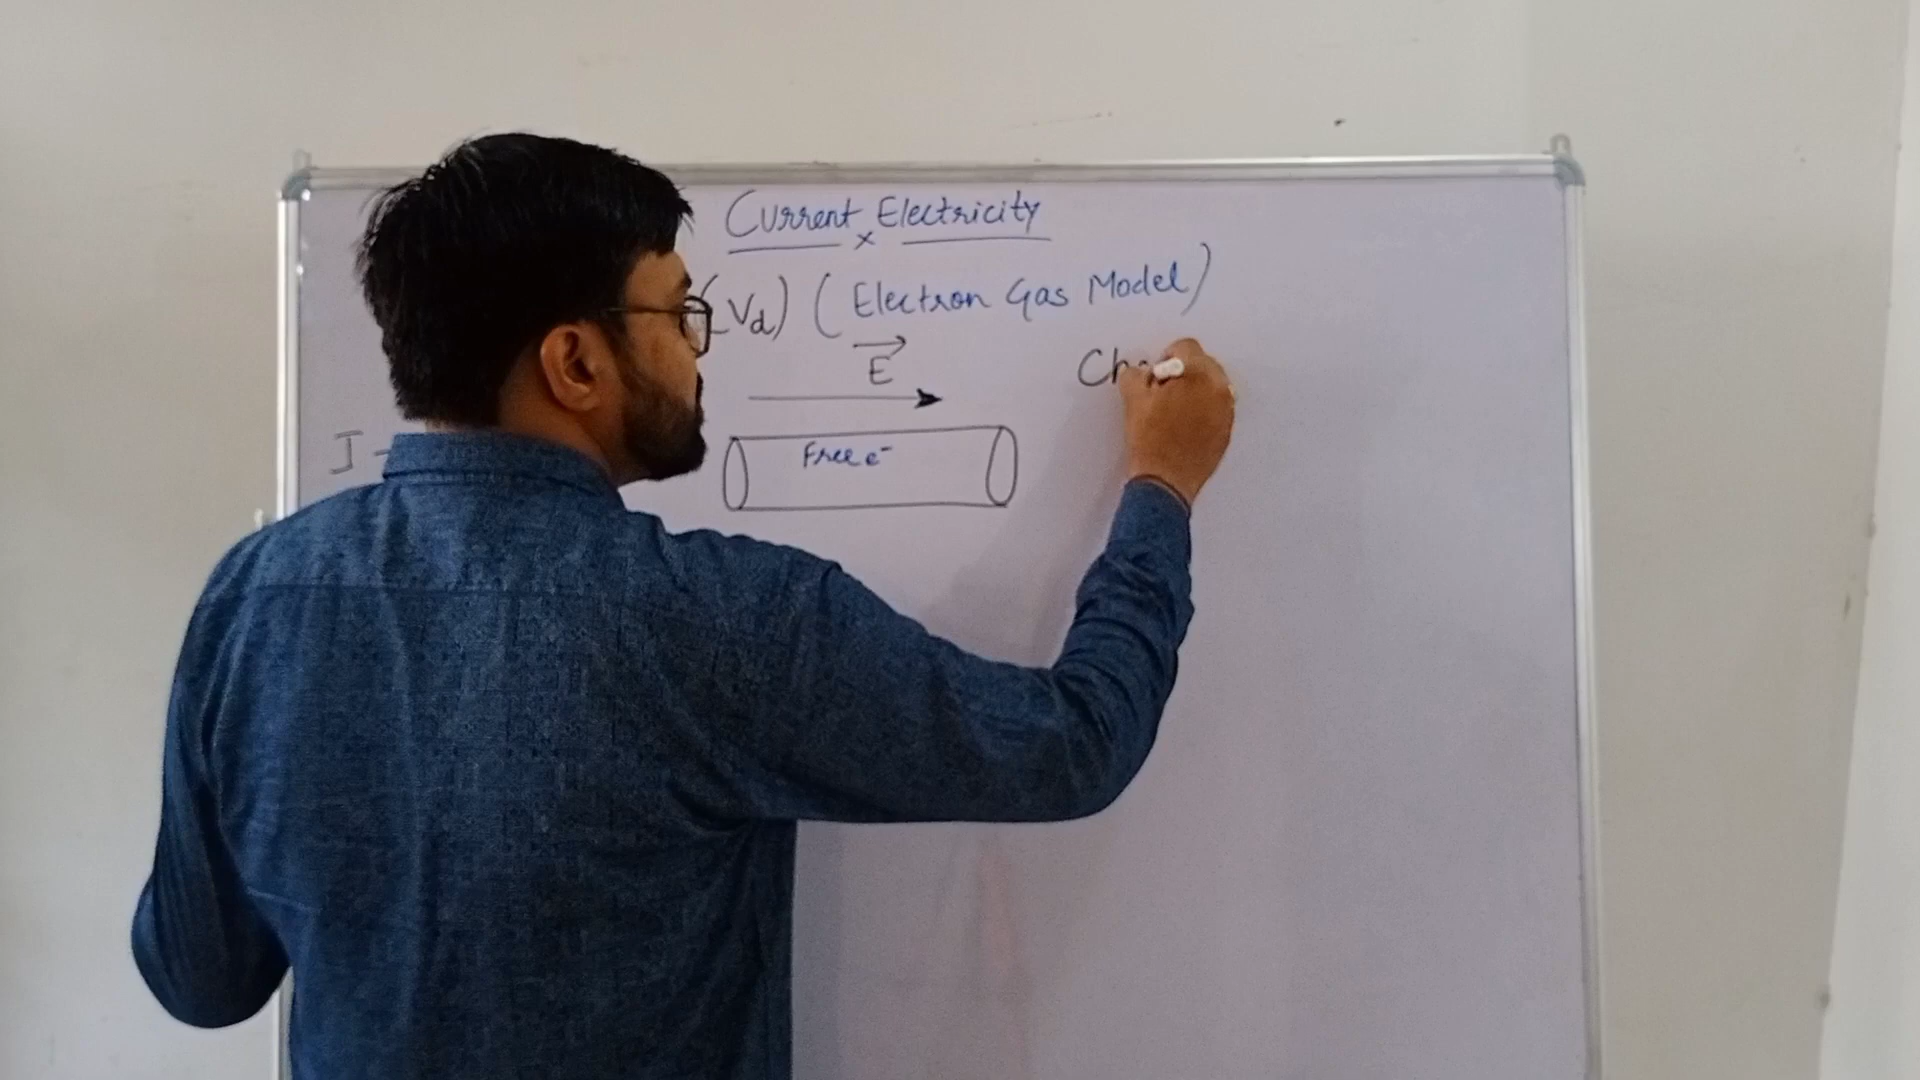 Current Electricity
(Vd) (Electron Gas Model)
E
J -
Free e⁻